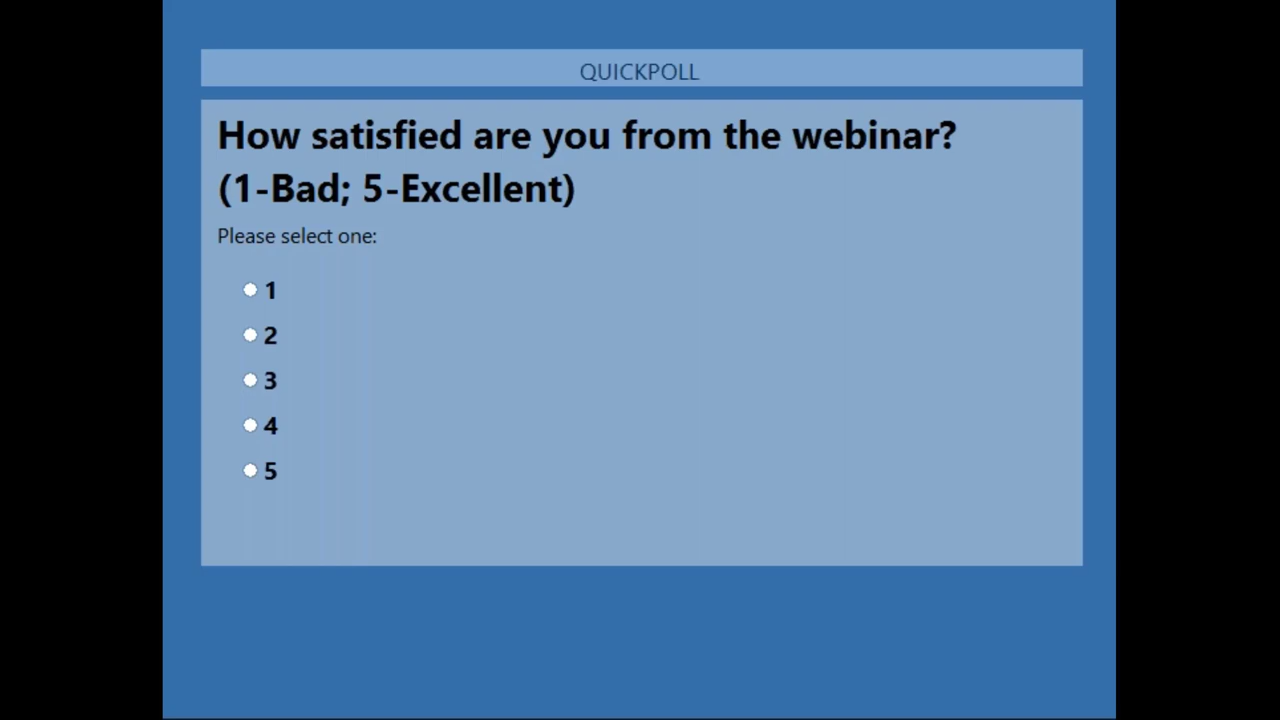 QUICKPOLL
How satisfied are you from the webinar?
(1-Bad; 5-Excellent)
Please select one:
1
2
3
4
5